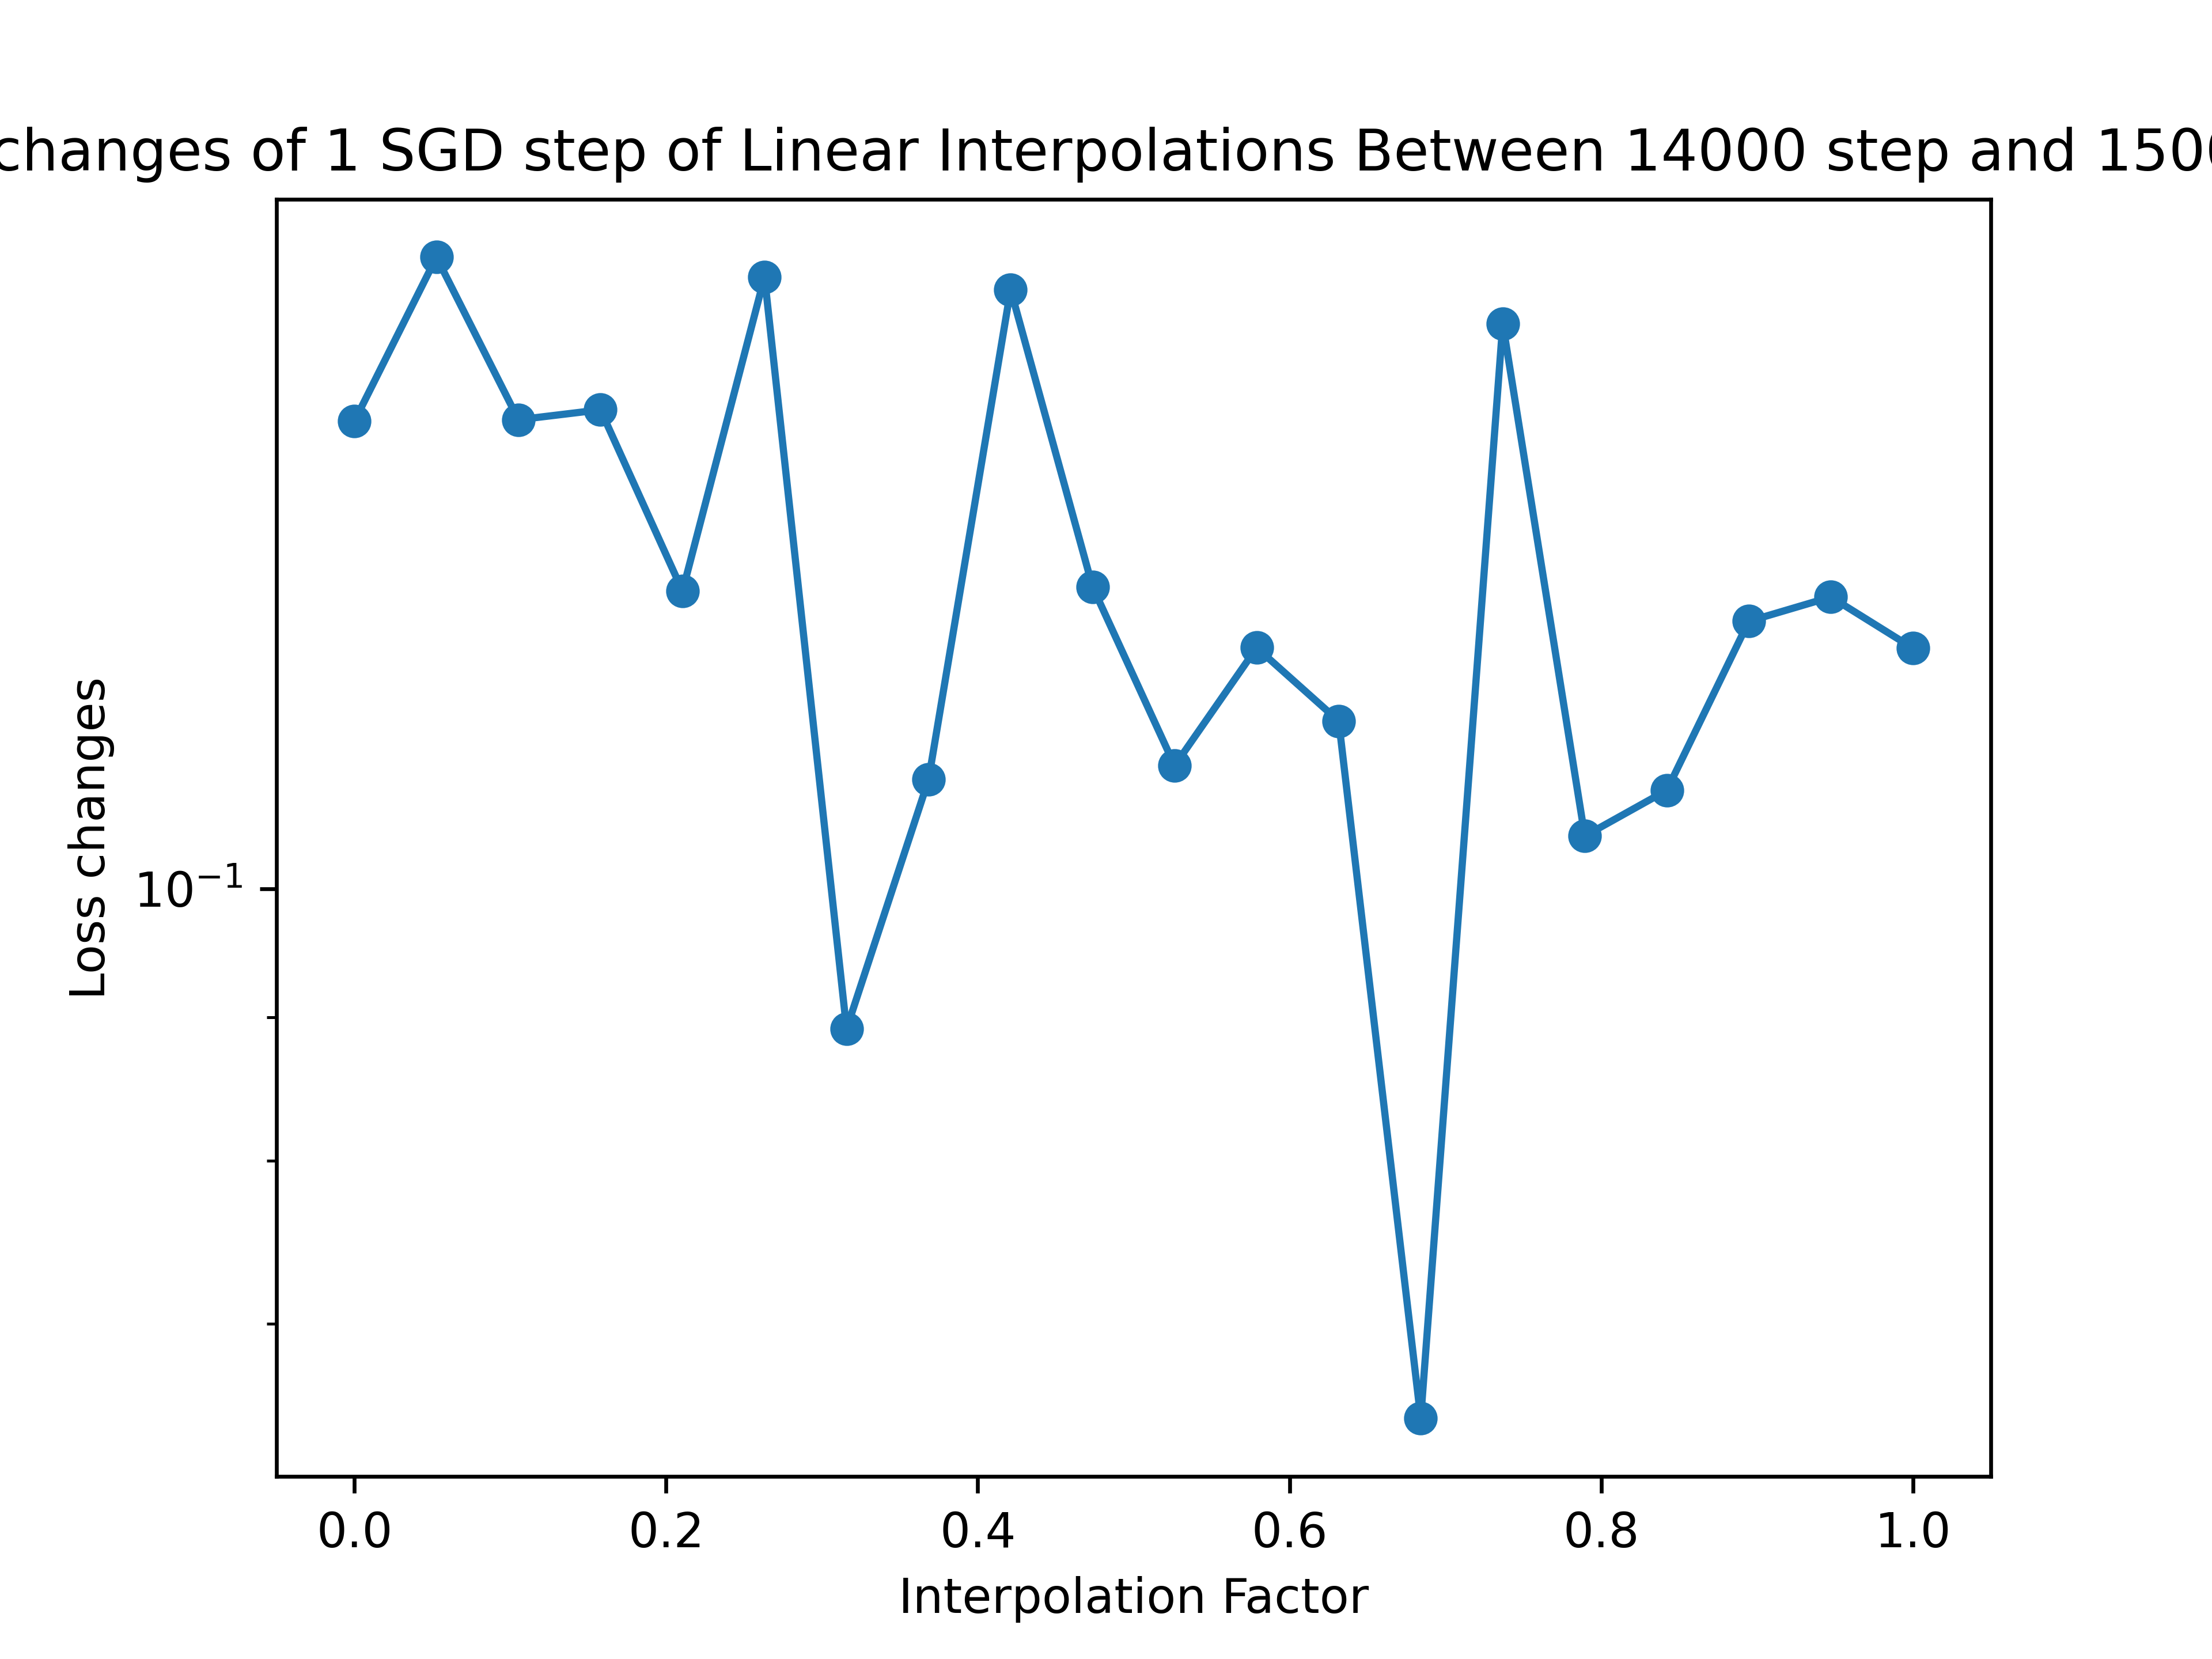 changes of 1 SGD step of Linear Interpolations Between 14000 step and 1500
Loss changes
10⁻¹
0.0 0.2 0.4 0.6 0.8 1.0
Interpolation Factor